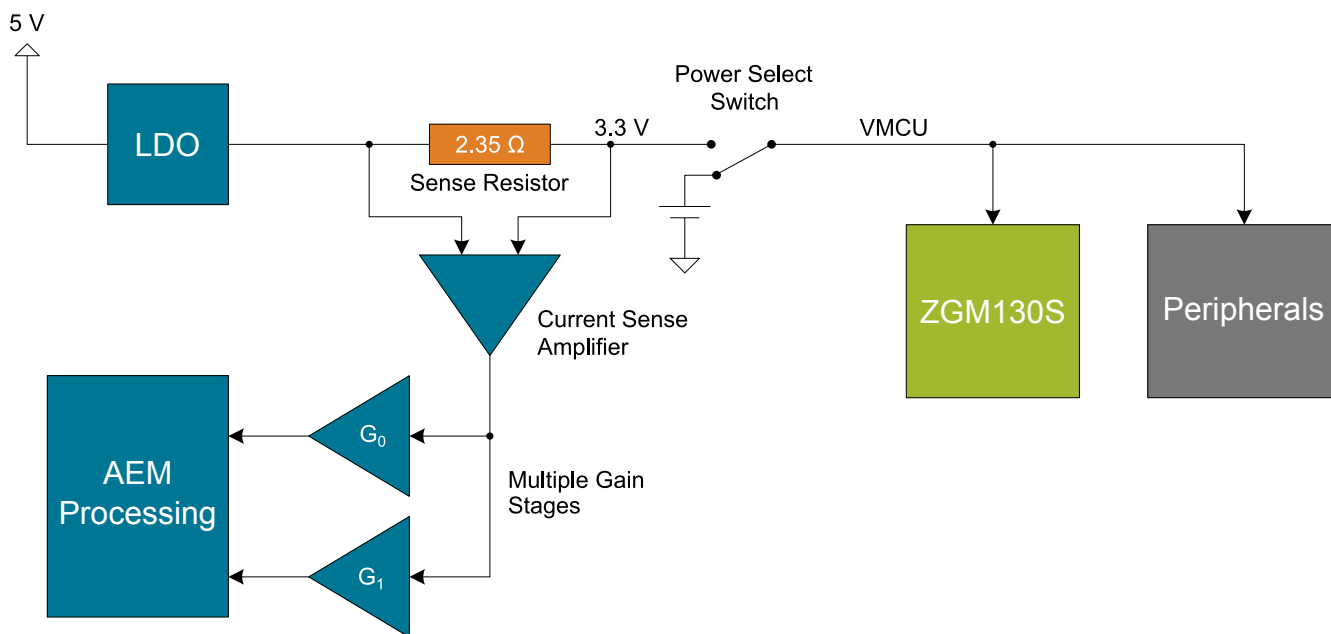 5 V
LDO
2.35 Ω
Sense Resistor
3.3 V
Power Select
Switch
VMCU
ZGM130S
Peripherals
Current Sense
Amplifier
AEM
Processing
G₀
G₁
Multiple Gain
Stages